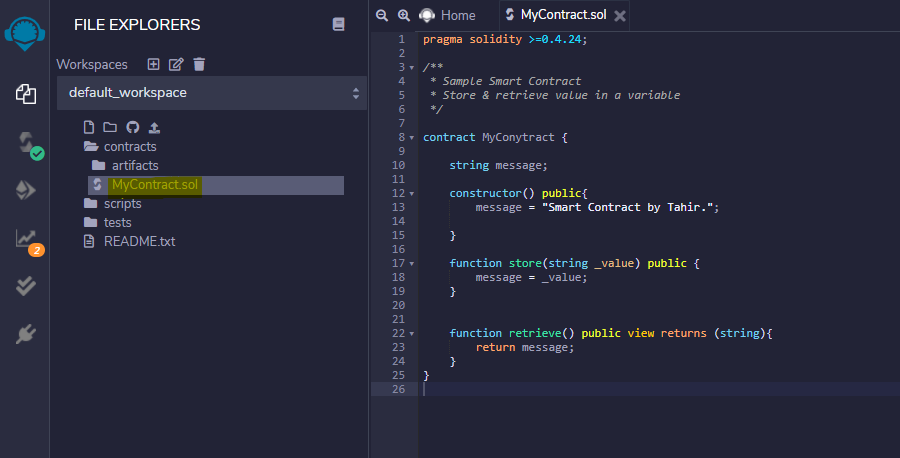 FILE EXPLORERS
Workspaces
default_workspace
contracts
artifacts
MyContract.sol
scripts
tests
README.txt
2
Home
MyContract.sol
1 pragma solidity >=0.4.24;
2
3 /**
4 * Sample Smart Contract
5 * Store & retrieve value in a variable
6 */
7
8 contract MyConytract {
9
10 string message;
11
12 constructor() public{
13 message = "Smart Contract by Tahir.";
14
15 }
16
17 function store(string _value) public {
18 message = _value;
19 }
20
21
22 function retrieve() public view returns (string){
23 return message;
24 }
25 }
26